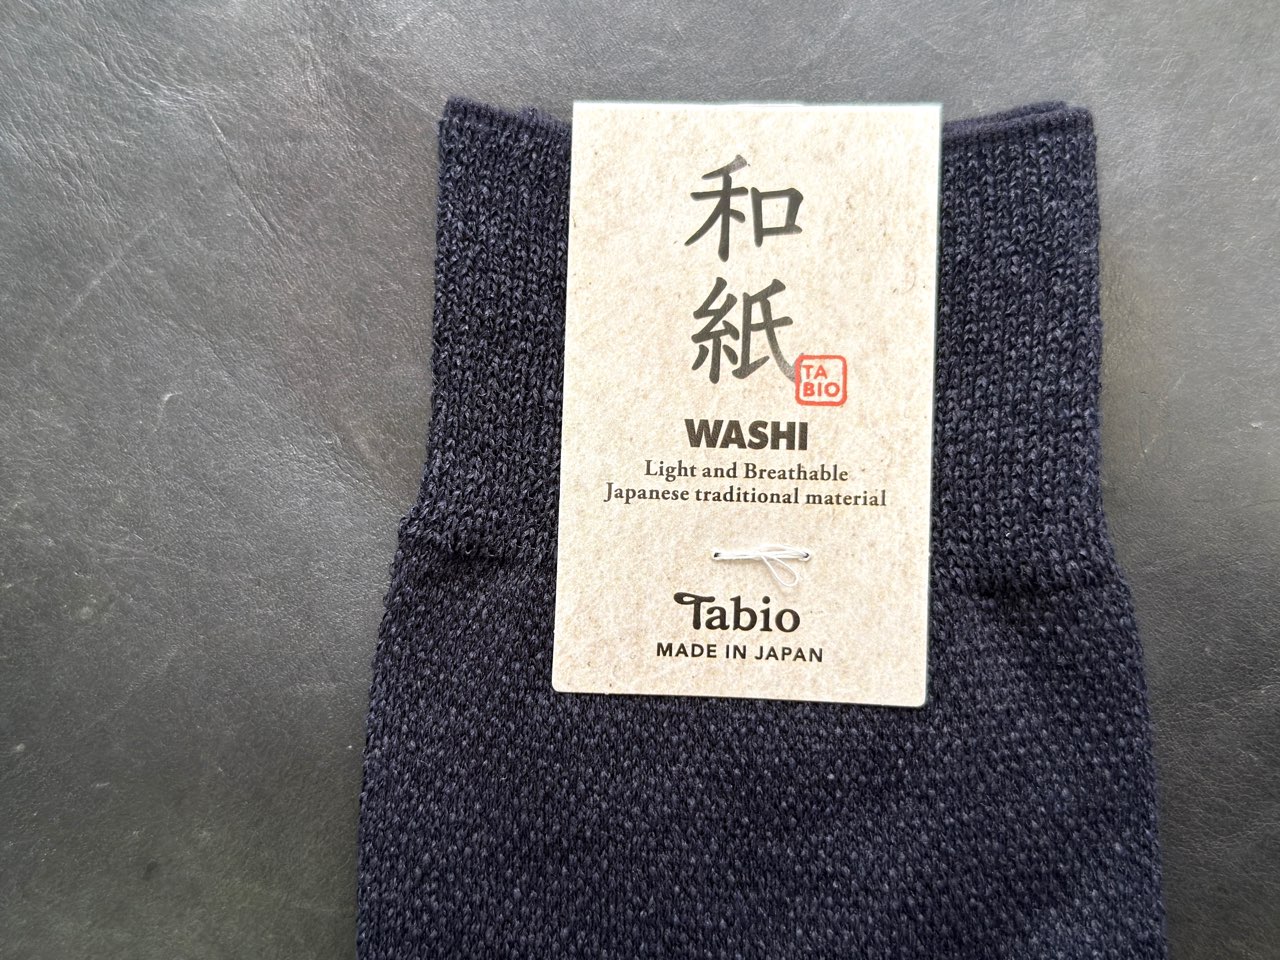 和
紙
TA
BIO
WASHI
Light and Breathable
Japanese traditional material
Tabio
MADE IN JAPAN